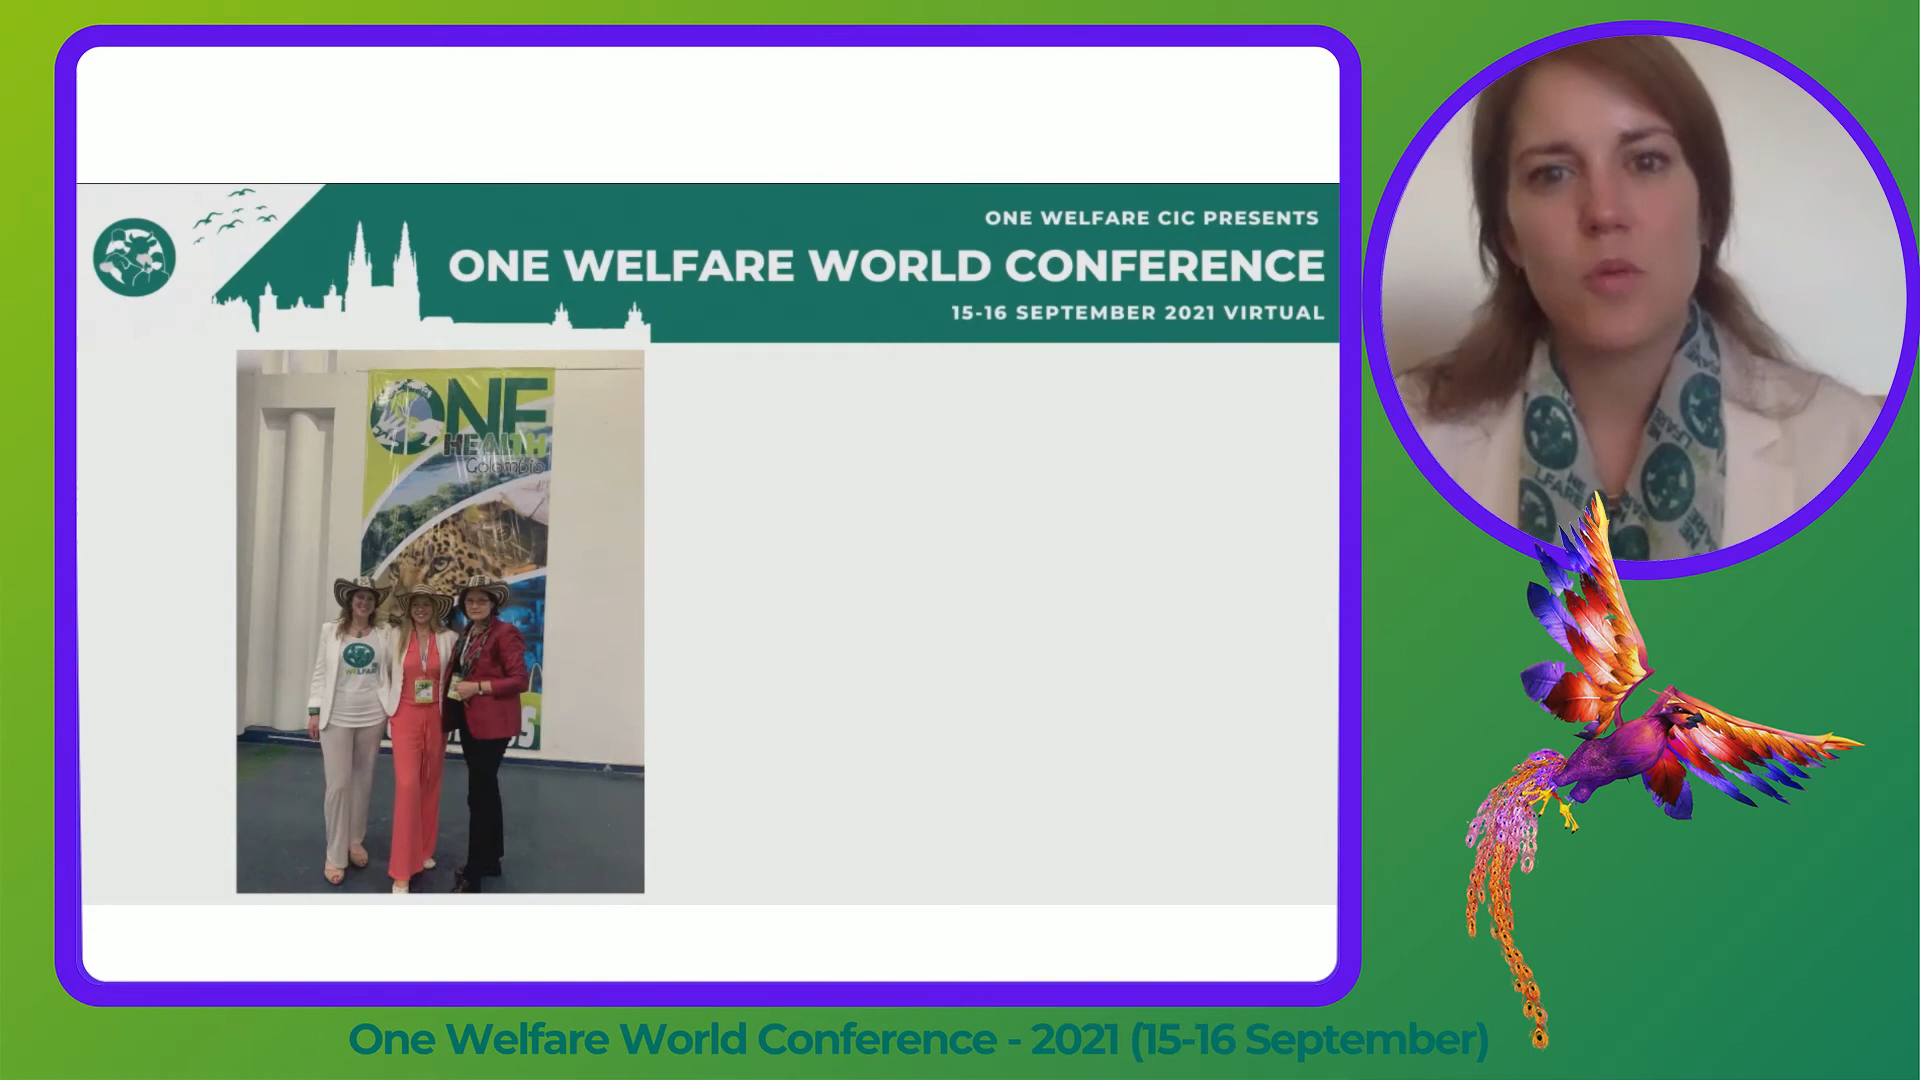 ONE WELFARE CIC PRESENTS
ONE WELFARE WORLD CONFERENCE
15-16 SEPTEMBER 2021 VIRTUAL
ONE
HEALTH
Colombia
WELFARE
One Welfare World Conference - 2021 (15-16 September)